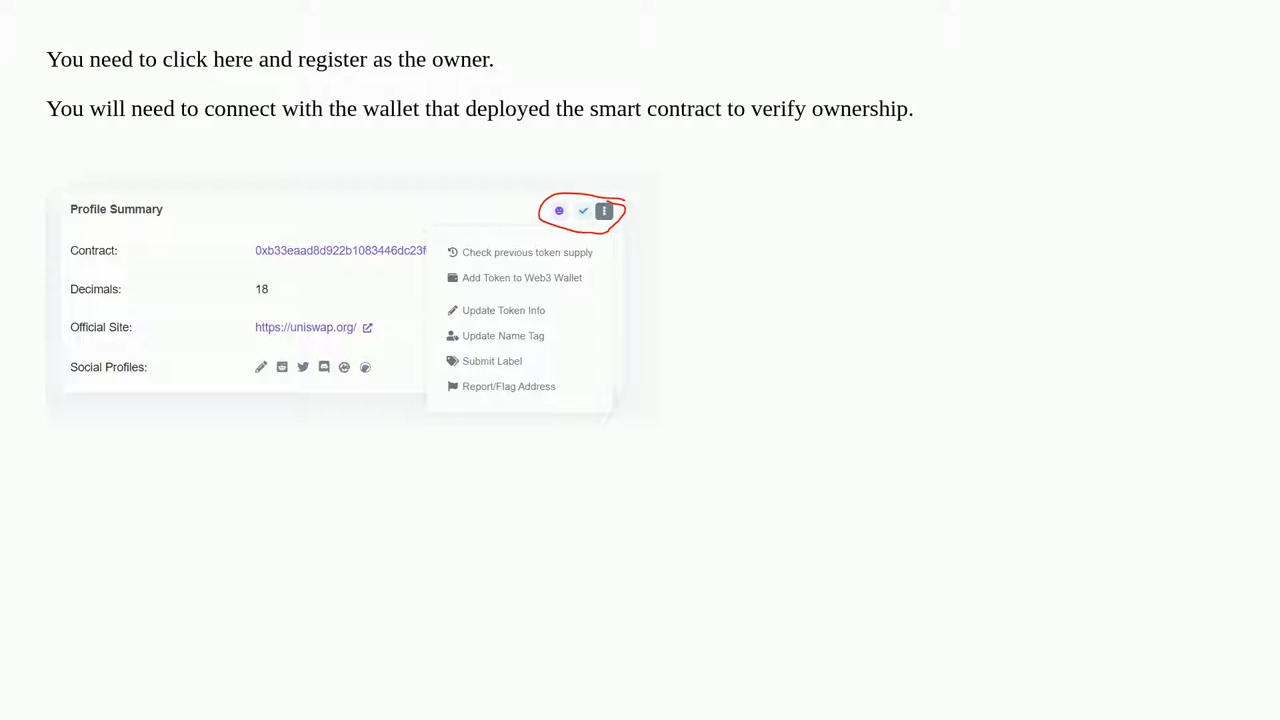 You need to click here and register as the owner.
You will need to connect with the wallet that deployed the smart contract to verify ownership.
Profile Summary
Contract: 0xb33eaad8d922b1083446dc23f
Decimals: 18
Official Site: https://uniswap.org/
Social Profiles:
Check previous token supply
Add Token to Web3 Wallet
Update Token Info
Update Name Tag
Submit Label
Report/Flag Address